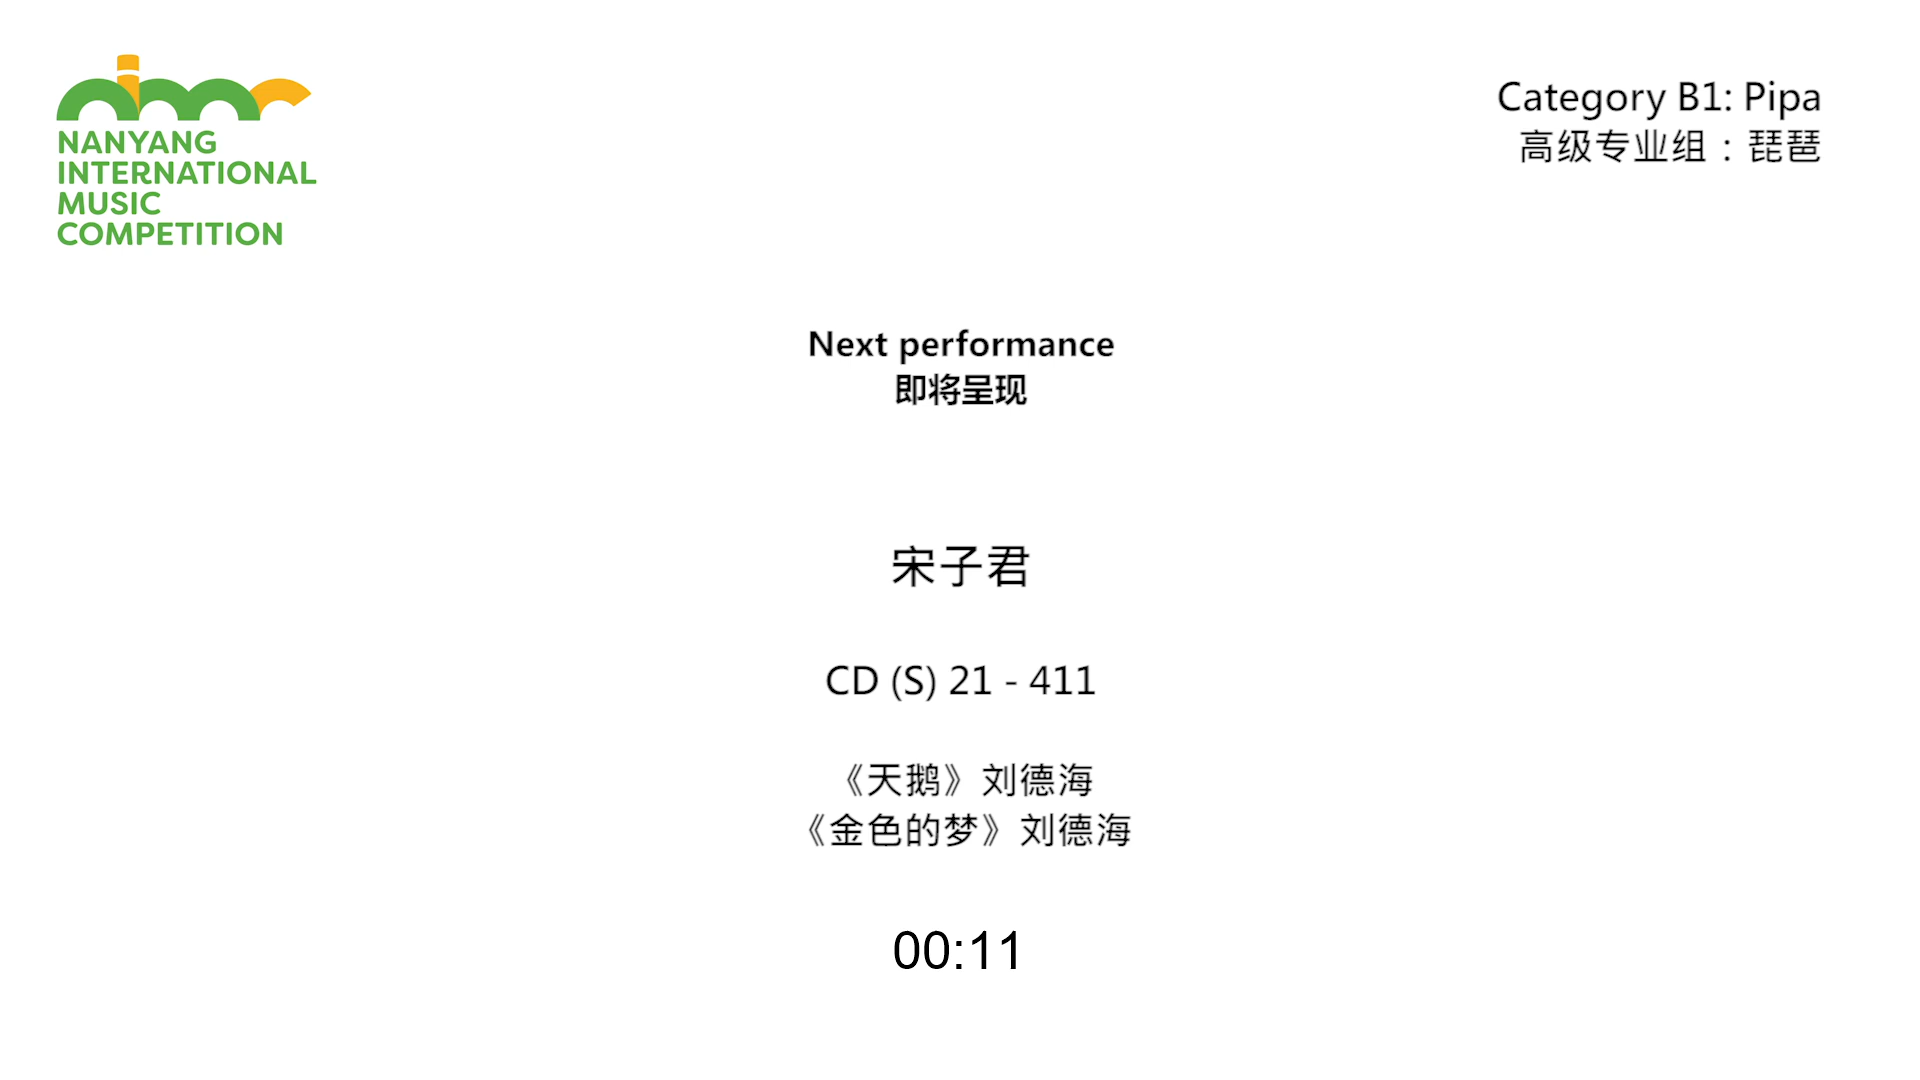 nimc
NANYANG
INTERNATIONAL
MUSIC
COMPETITION
Category B1: Pipa
高级专业组：琵琶
Next performance
即将呈现
宋子君
CD (S) 21 - 411
《天鹅》刘德海
《金色的梦》刘德海
00:11